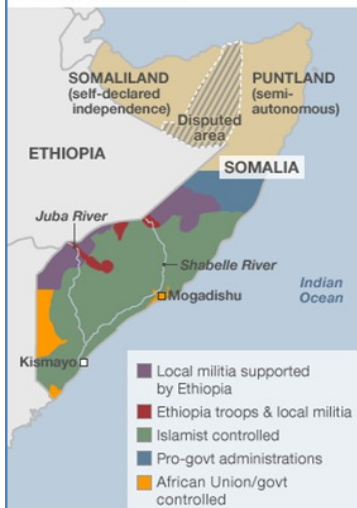 SOMALILAND
(self-declared
independence)
PUNTLAND
(semi-
autonomous)
Disputed
area
ETHIOPIA
SOMALIA
Juba River
Shabelle River
Mogadishu
Indian
Ocean
Kismayo
Local militia supported
by Ethiopia
Ethiopia troops & local militia
Islamist controlled
Pro-govt administrations
African Union/govt
controlled